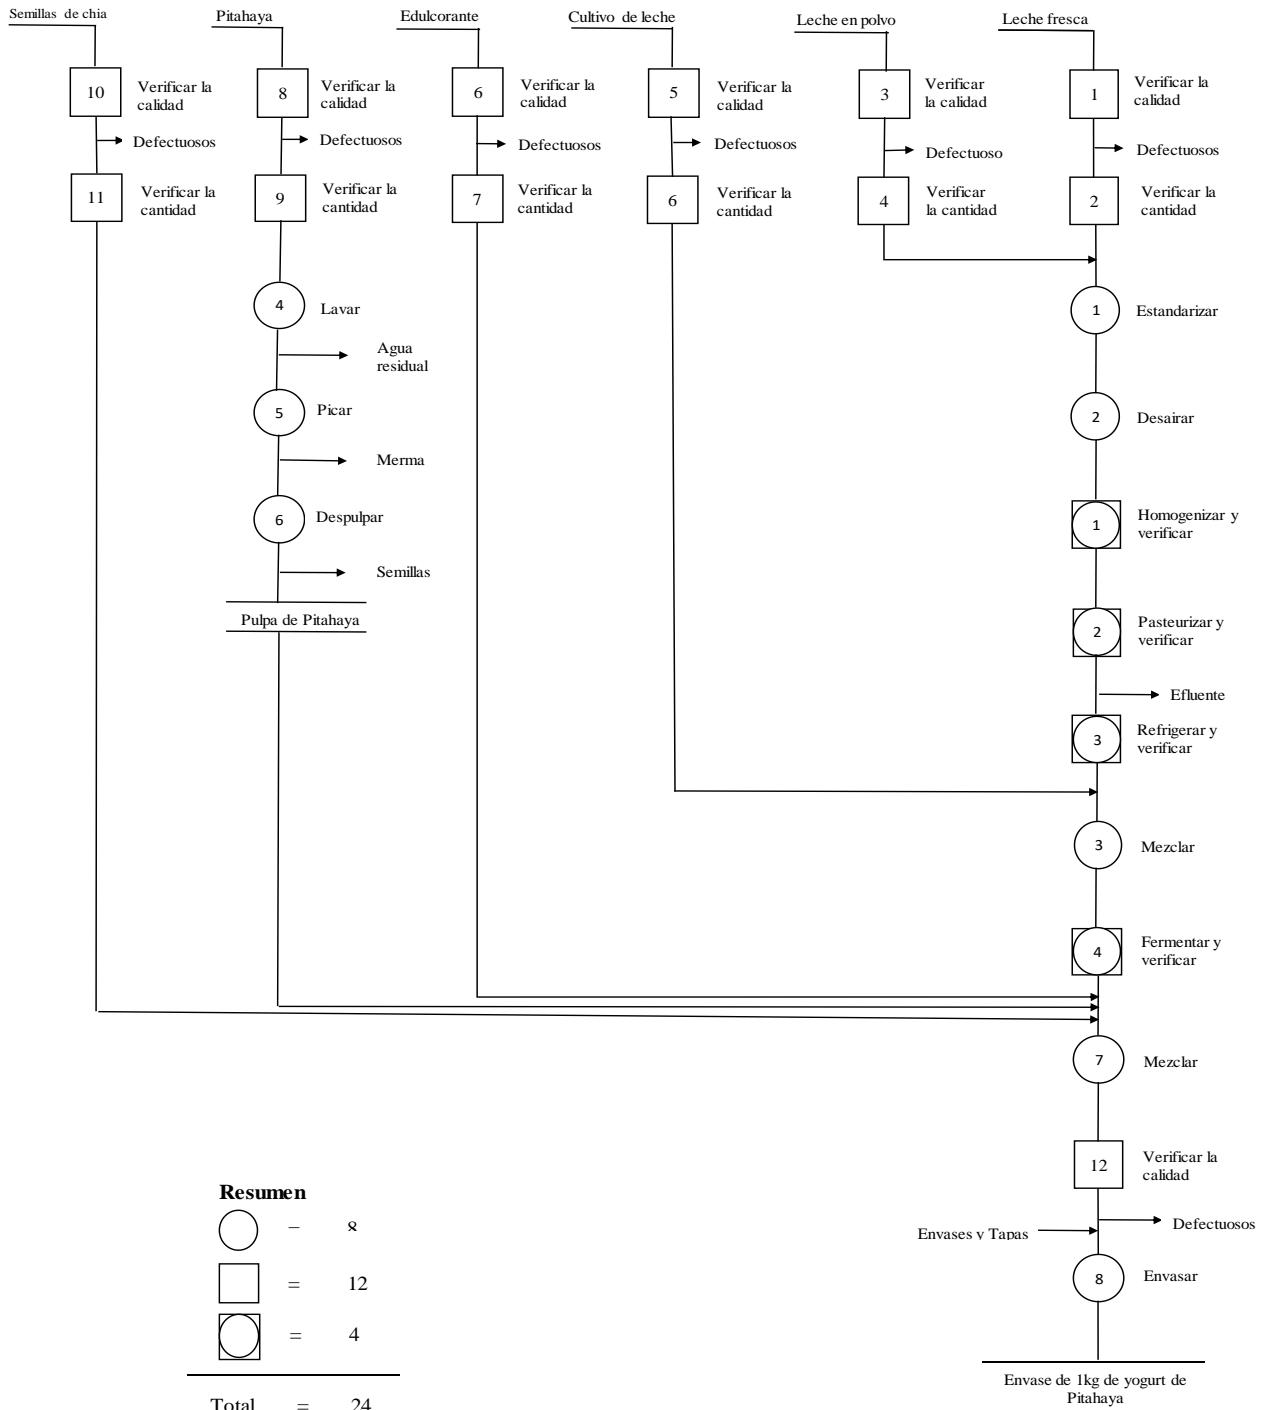 Semillas de chia
Pitahaya
Edulcorante
Cultivo de leche
Leche en polvo
Leche fresca
10
Verificar la
calidad
8
Verificar la
calidad
6
Verificar la
calidad
5
Verificar la
calidad
3
Verificar
la calidad
1
Verificar la
calidad
Defectuosos
Defectuosos
Defectuosos
Defectuosos
Defectuoso
Defectuosos
11
Verificar la
cantidad
9
Verificar la
cantidad
7
Verificar la
cantidad
6
Verificar la
cantidad
4
Verificar
la cantidad
2
Verificar la
cantidad
4
Lavar
1
Estandarizar
Agua
residual
5
Picar
2
Desairar
Merma
6
Despulpar
1
Homogenizar y
verificar
Semillas
Pulpa de Pitahaya
2
Pasteurizar y
verificar
Efluente
3
Refrigerar y
verificar
3
Mezclar
4
Fermentar y
verificar
7
Mezclar
12
Verificar la
calidad
Defectuosos
Envases y Tapas
8
Envasar
Envase de 1kg de yogurt de
Pitahaya
Resumen
= 8
= 12
= 4
Total = 24